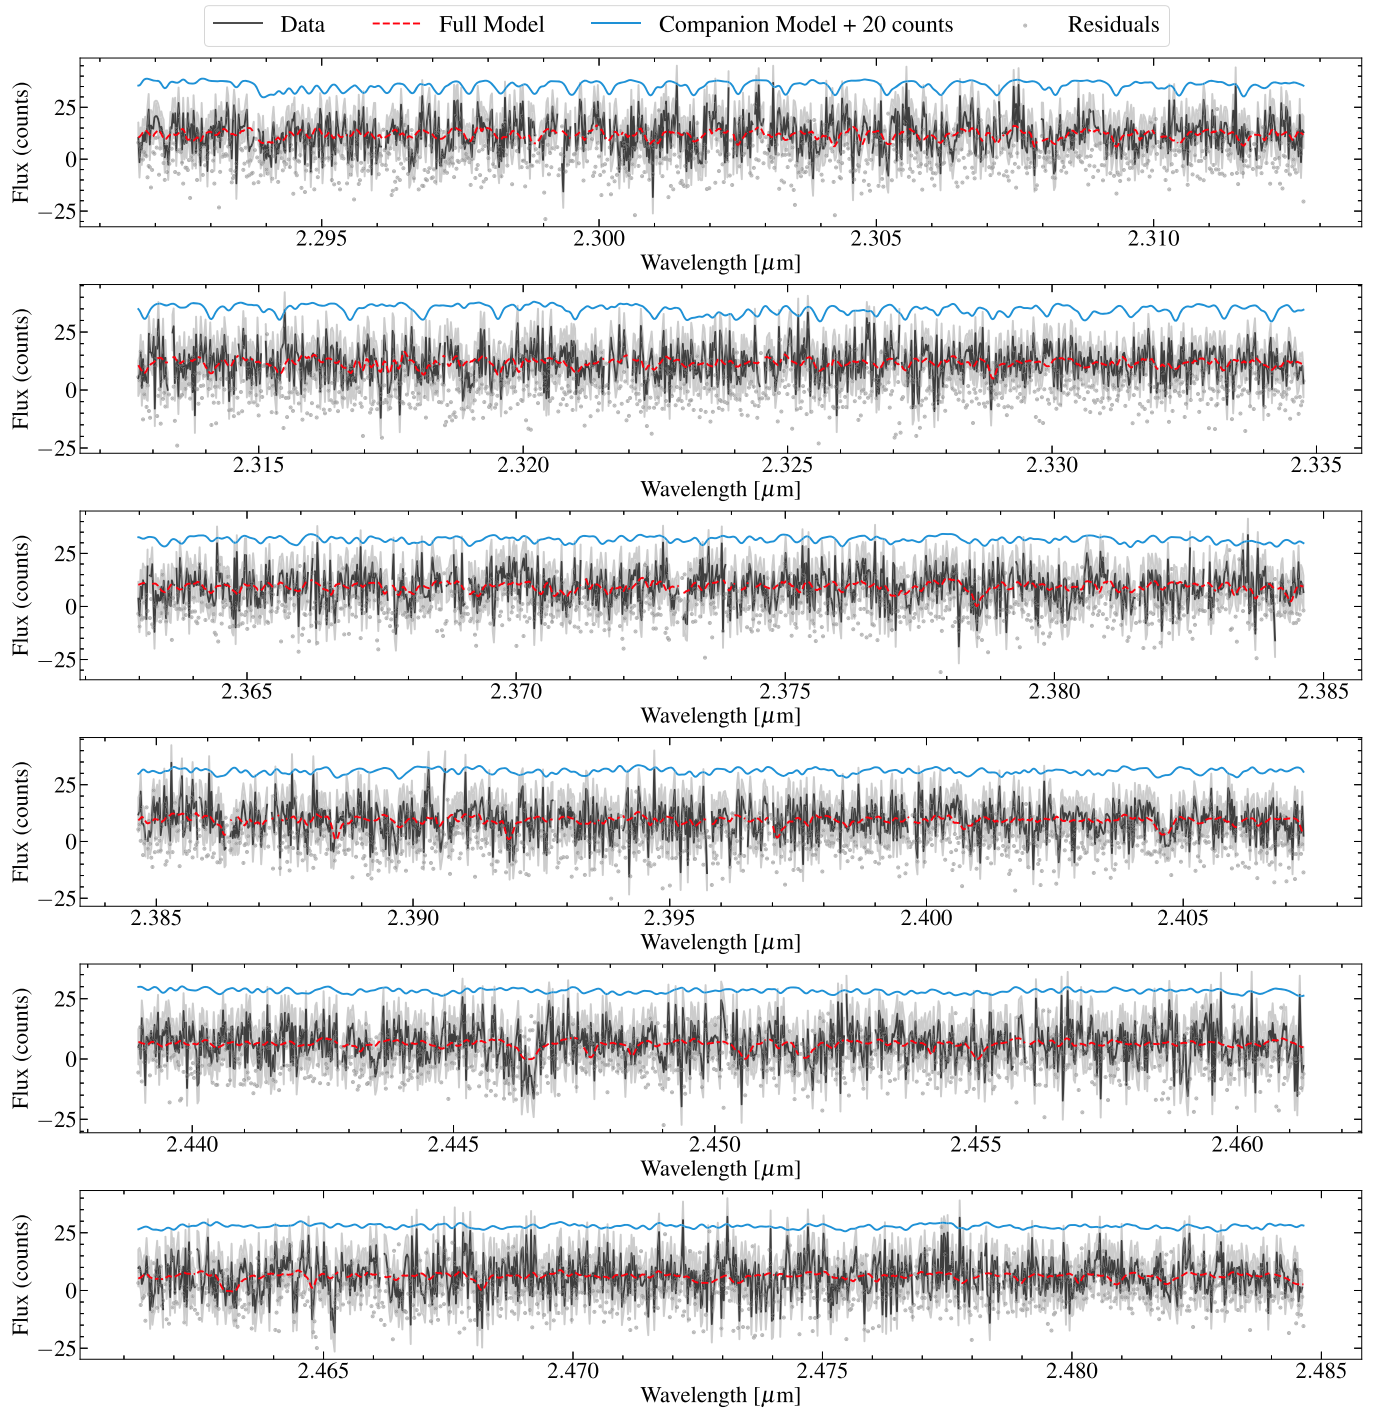 Data Full Model Companion Model + 20 counts Residuals
Flux (counts)
25
0
−25
2.295 2.300 2.305 2.310
Wavelength [μm]
Flux (counts)
25
0
−25
2.315 2.320 2.325 2.330 2.335
Wavelength [μm]
Flux (counts)
25
0
−25
2.365 2.370 2.375 2.380 2.385
Wavelength [μm]
Flux (counts)
25
0
−25
2.385 2.390 2.395 2.400 2.405
Wavelength [μm]
Flux (counts)
25
0
−25
2.440 2.445 2.450 2.455 2.460
Wavelength [μm]
Flux (counts)
25
0
−25
2.465 2.470 2.475 2.480 2.485
Wavelength [μm]